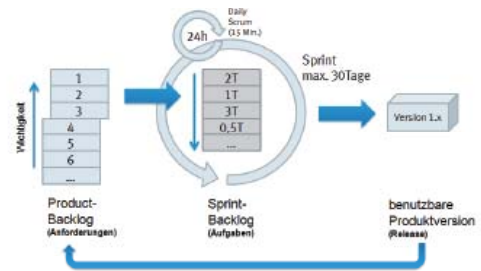 Daily
Scrum
(15 Min.)
24h
Sprint
max. 30Tage
Wichtigkeit
1
2
3
4
5
6
...
2T
1T
3T
0,5T
...
Version 1.x
Product-
Backlog
(Anforderungen)
Sprint-
Backlog
(Aufgaben)
benutzbare
Produktversion
(Release)